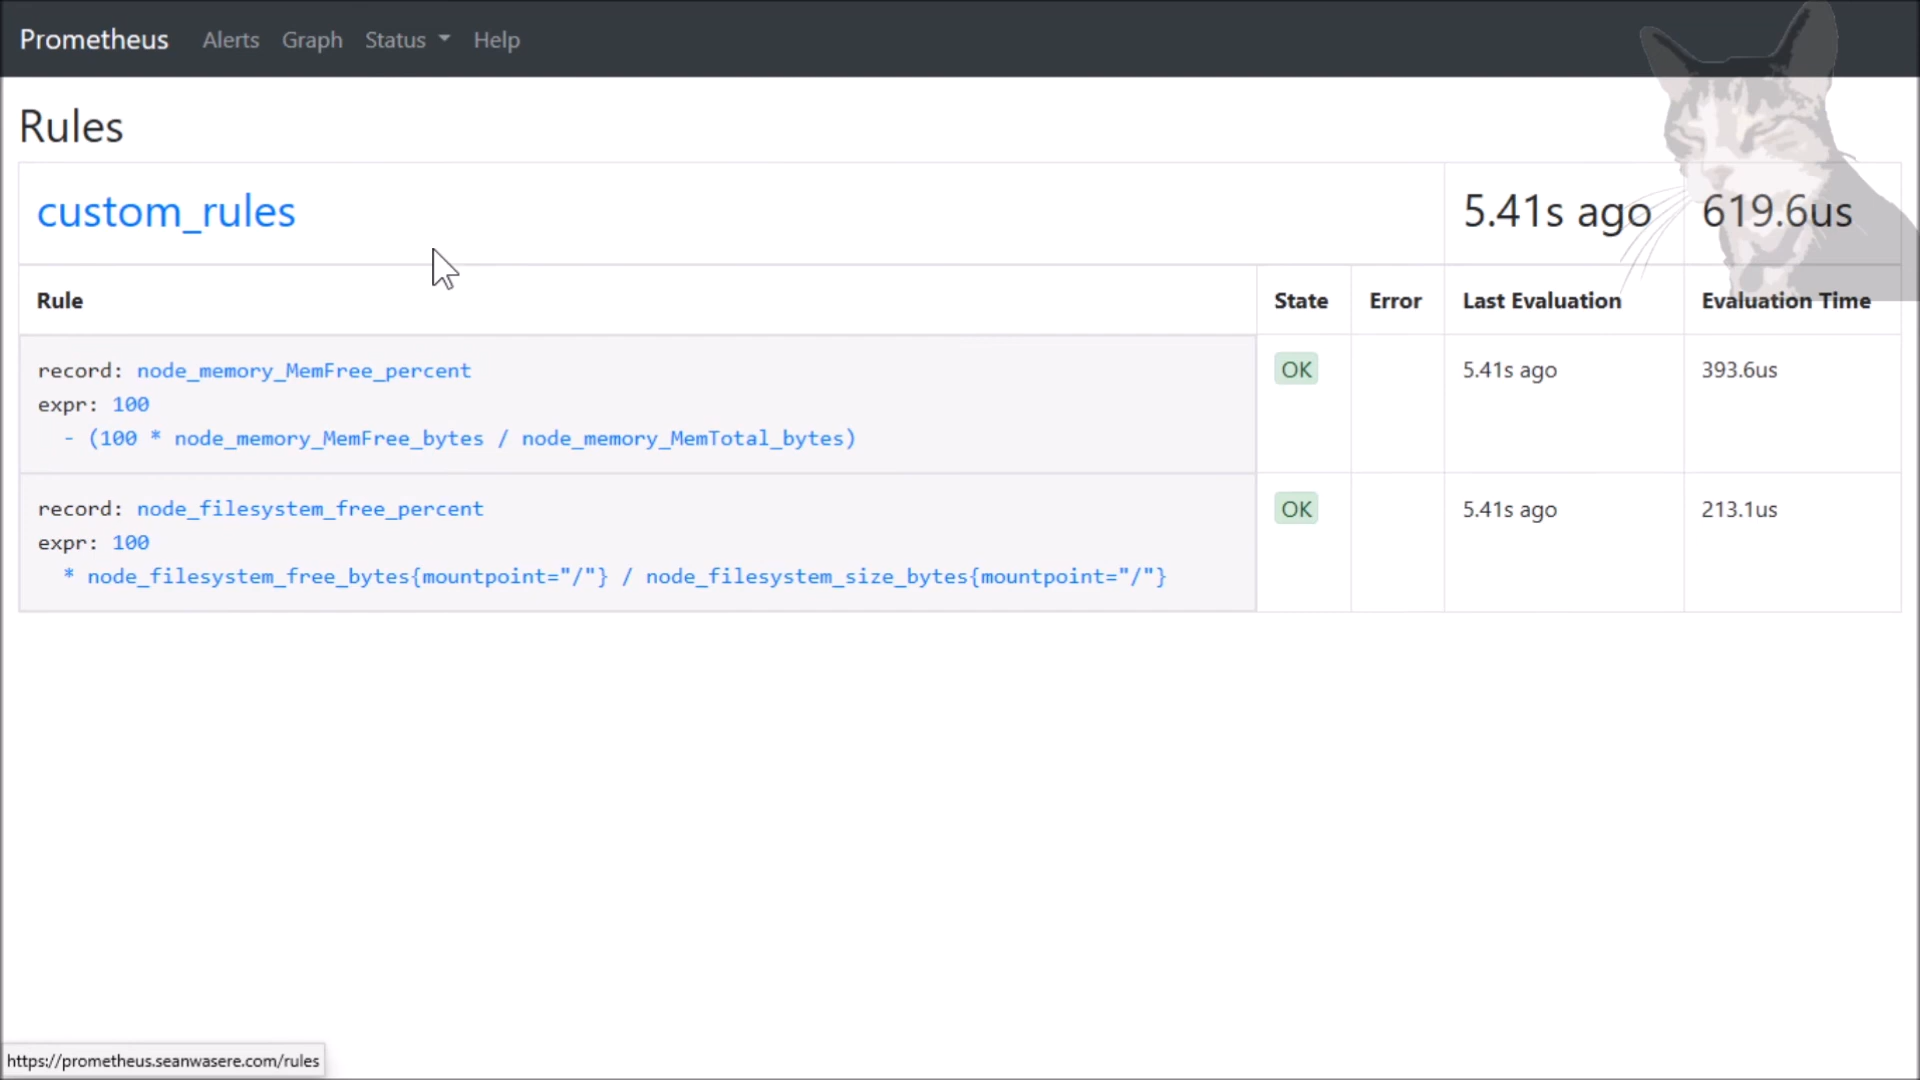 Prometheus Alerts Graph Status Help
Rules
custom_rules 5.41s ago 619.6us
Rule State Error Last Evaluation Evaluation Time
record: node_memory_MemFree_percent OK 5.41s ago 393.6us
expr: 100
- (100 * node_memory_MemFree_bytes / node_memory_MemTotal_bytes)
record: node_filesystem_free_percent OK 5.41s ago 213.1us
expr: 100
* node_filesystem_free_bytes{mountpoint="/"} / node_filesystem_size_bytes{mountpoint="/"}
https://prometheus.seanwasere.com/rules